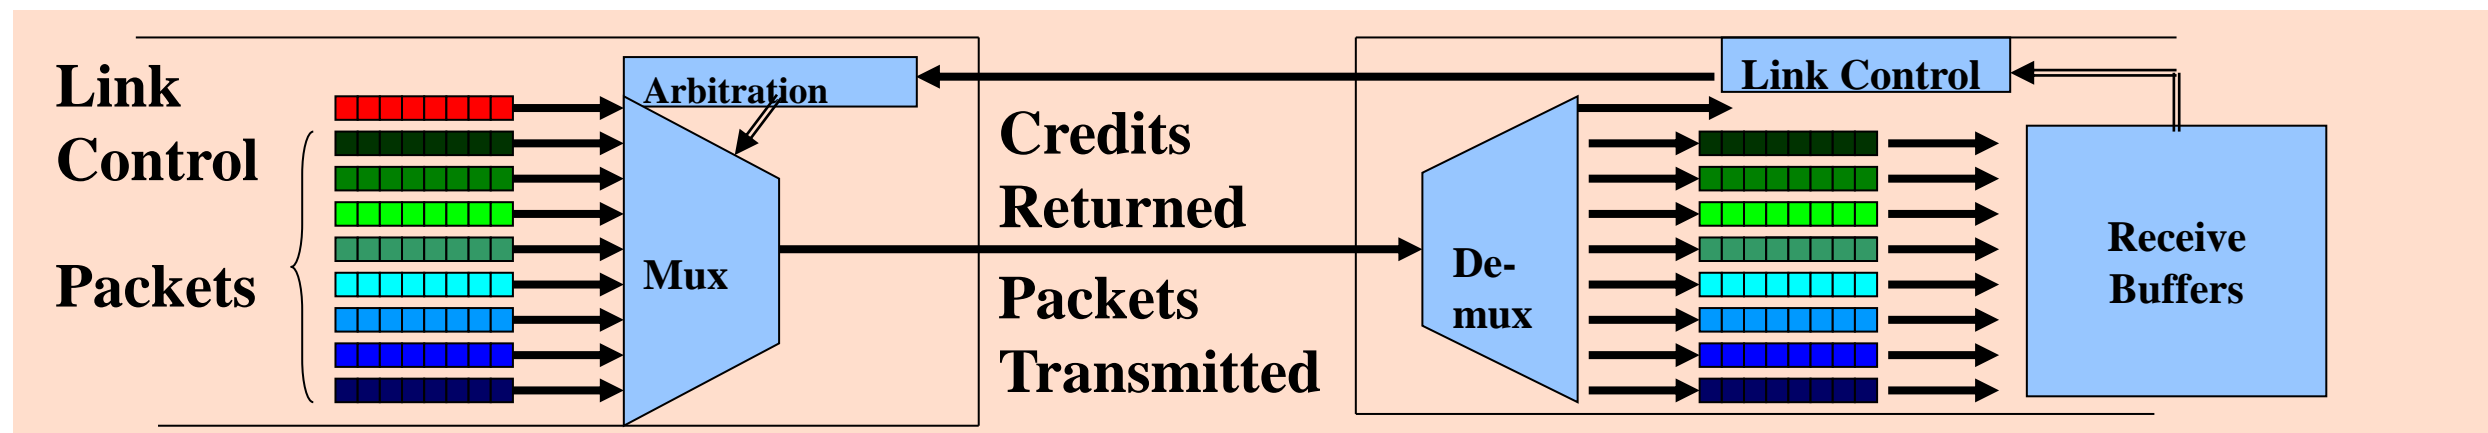 Link
Control
Packets
Arbitration
Mux
Credits
Returned
Packets
Transmitted
Link Control
De-
mux
Receive
Buffers